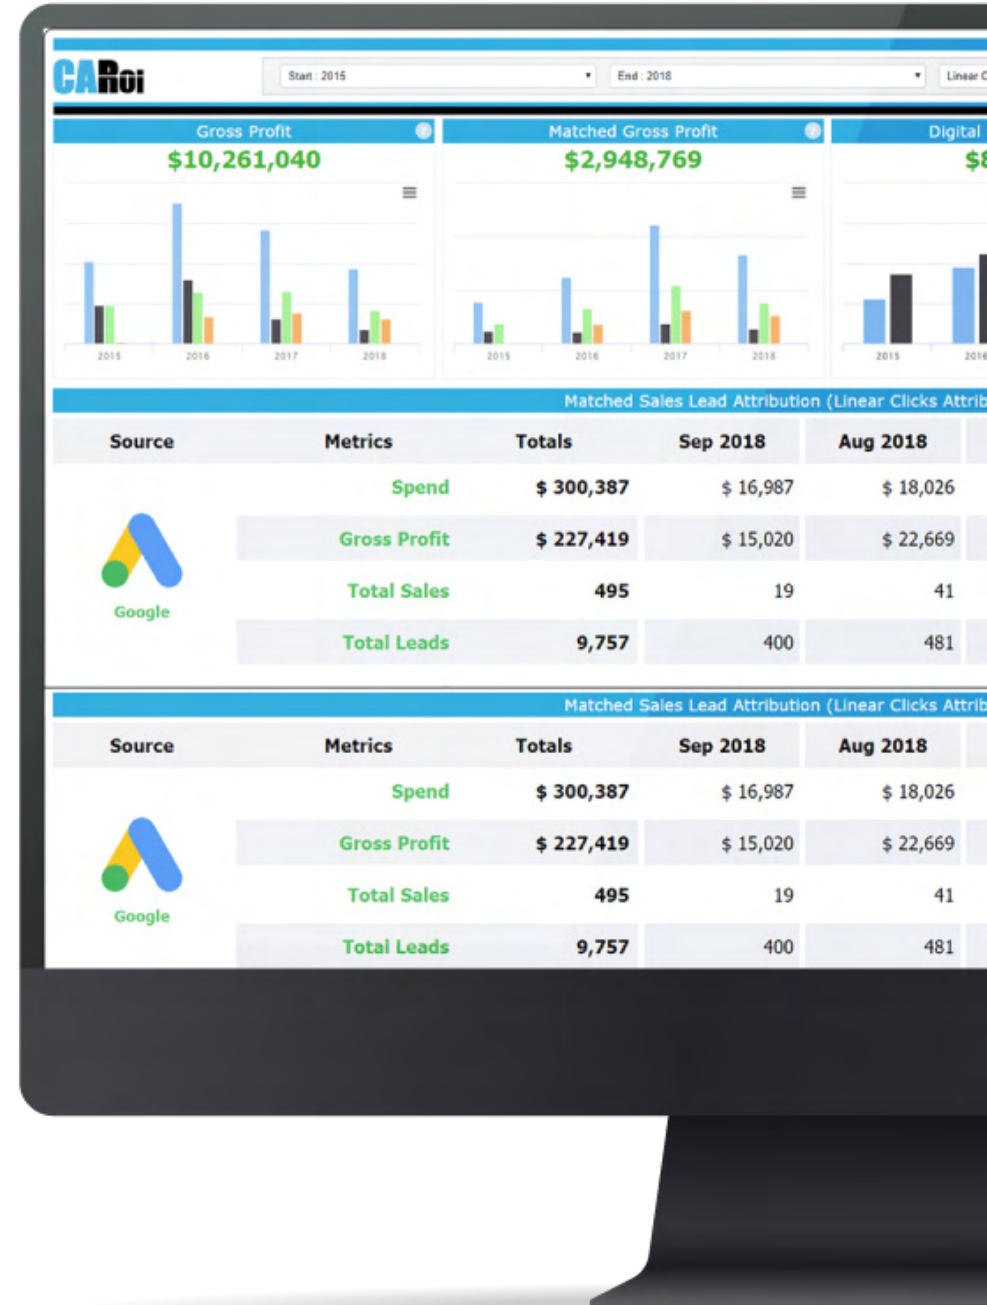 CARoi
Start : 2015
End : 2018
Linear C
Gross Profit
?
Matched Gross Profit
?
Digital
$10,261,040
$2,948,769
$8
2015 2016 2017 2018
2015 2016 2017 2018
2015 2016
Matched Sales Lead Attribution (Linear Clicks Attrib
Source Metrics Totals Sep 2018 Aug 2018
Spend $ 300,387 $ 16,987 $ 18,026
Gross Profit $ 227,419 $ 15,020 $ 22,669
Total Sales 495 19 41
Google
Total Leads 9,757 400 481
Matched Sales Lead Attribution (Linear Clicks Attrib
Source Metrics Totals Sep 2018 Aug 2018
Spend $ 300,387 $ 16,987 $ 18,026
Gross Profit $ 227,419 $ 15,020 $ 22,669
Total Sales 495 19 41
Google
Total Leads 9,757 400 481